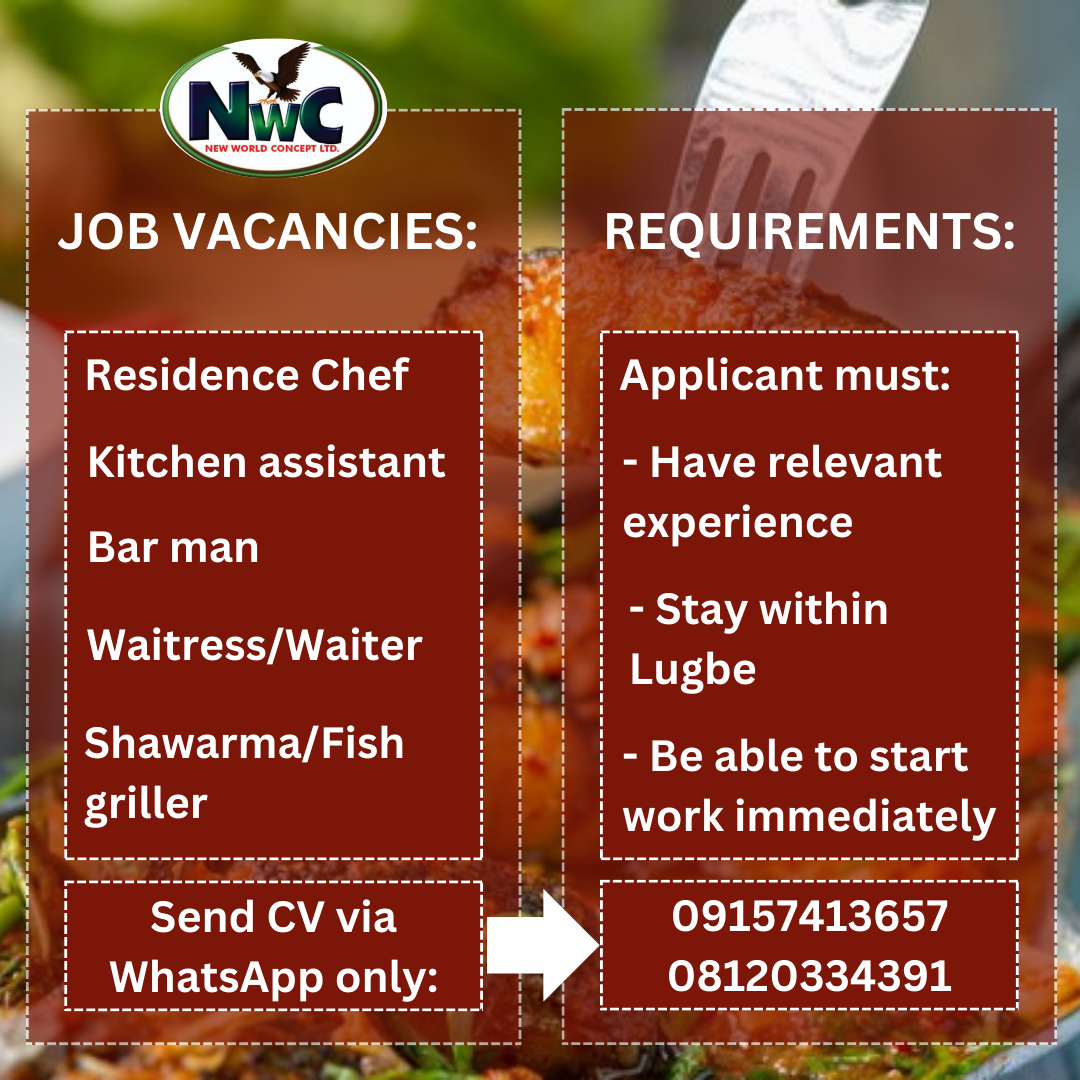 NWC
NEW WORLD CONCEPT LTD.
JOB VACANCIES:
Residence Chef
Kitchen assistant
Bar man
Waitress/Waiter
Shawarma/Fish
griller
Send CV via
WhatsApp only:
REQUIREMENTS:
Applicant must:
- Have relevant
experience
- Stay within
Lugbe
- Be able to start
work immediately
09157413657
08120334391